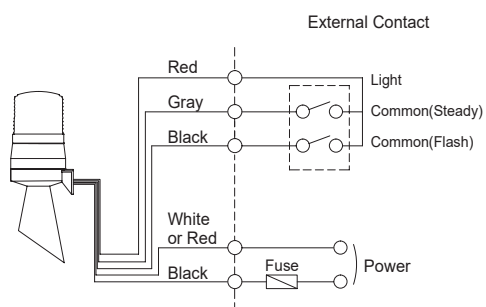 External Contact
Red
Light
Gray
Common(Steady)
Black
Common(Flash)
White
or Red
Fuse
Power
Black